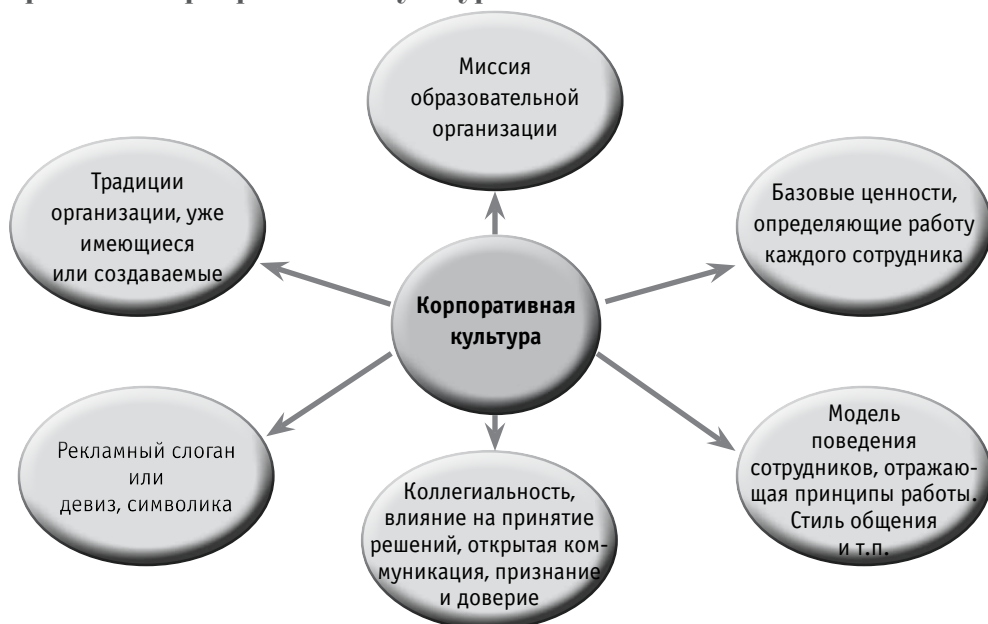 Миссия
образовательной
организации
Традиции
организации, уже
имеющиеся
или создаваемые
Базовые ценности,
определяющие работу
каждого сотрудника
Корпоративная
культура
Рекламный слоган
или
девиз, символика
Коллегиальность,
влияние на принятие
решений, открытая ком-
муникация, признание
и доверие
Модель
поведения
сотрудников, отражаю-
щая принципы работы.
Стиль общения
и т.п.